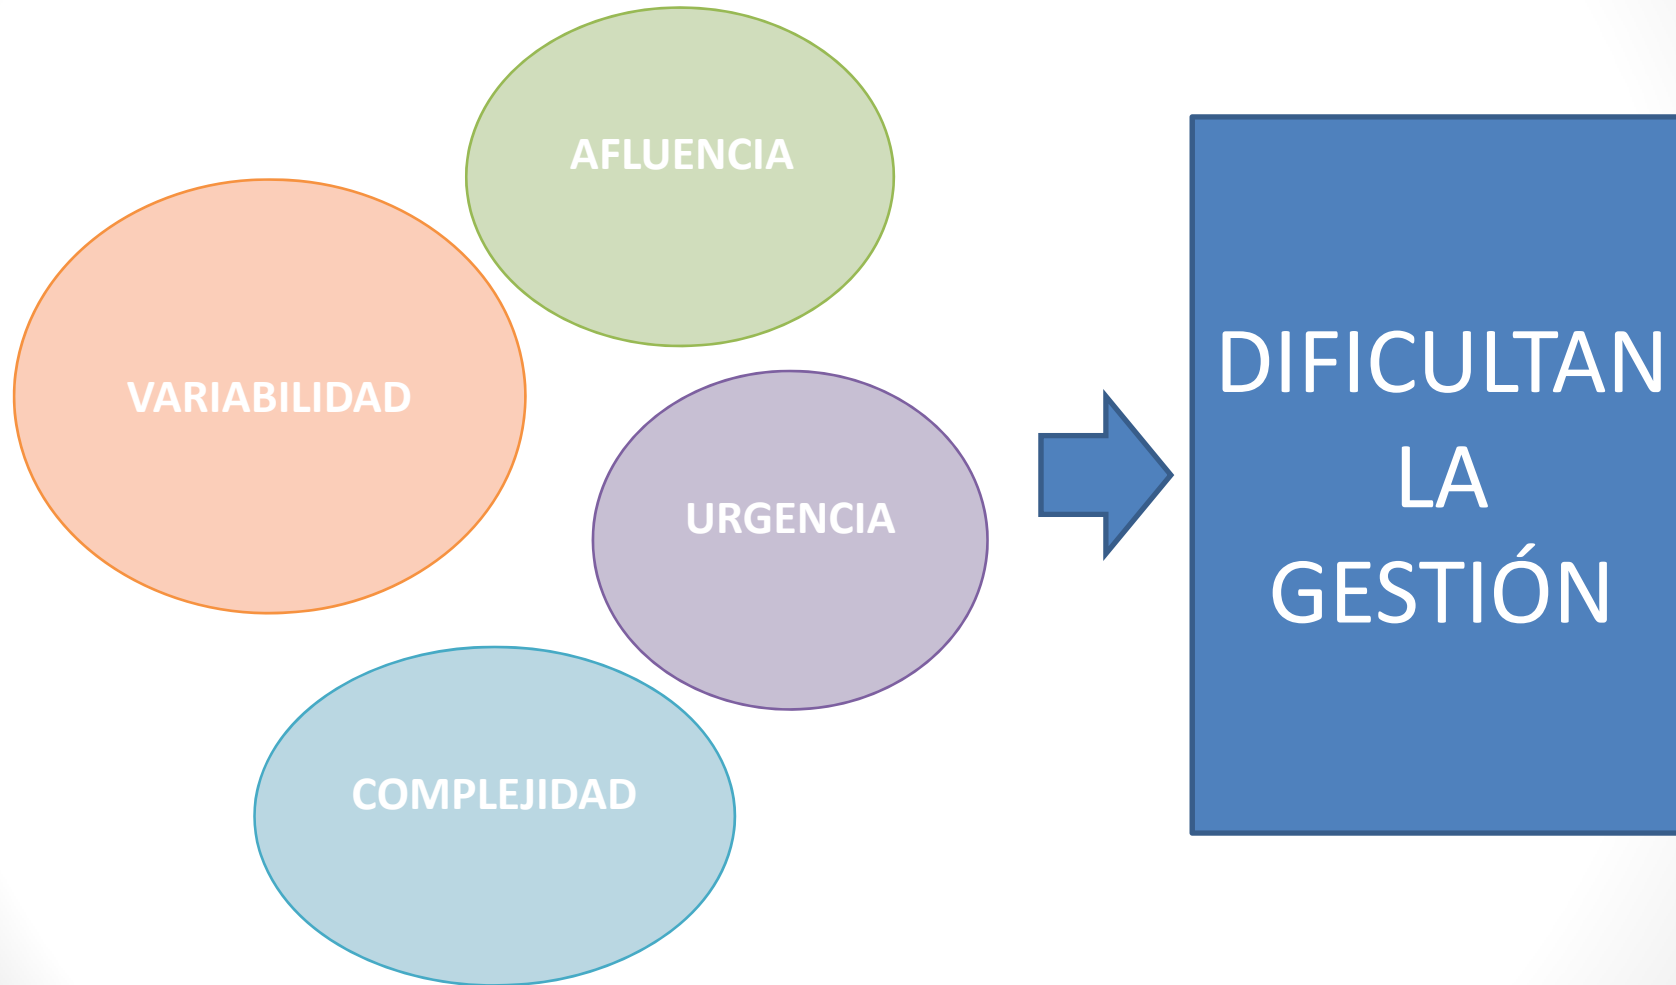 AFLUENCIA
VARIABILIDAD
URGENCIA
COMPLEJIDAD
DIFICULTAN
LA
GESTIÓN